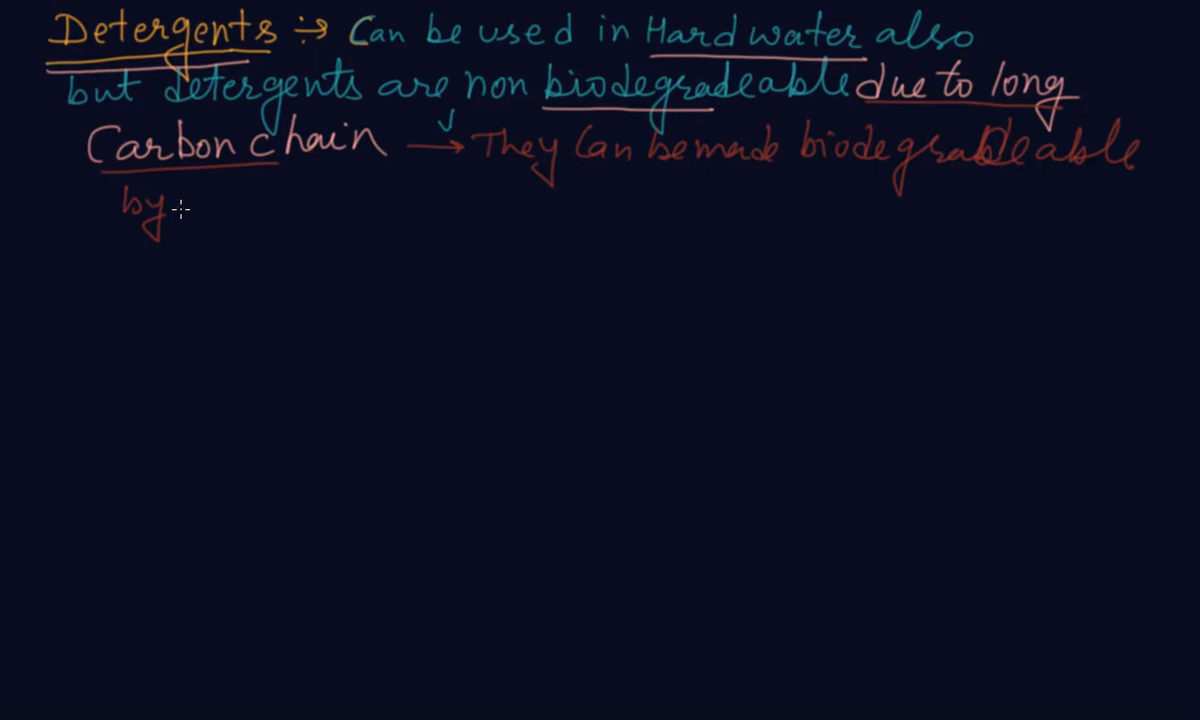 Detergents ÷> Can be used in Hard water also
but detergents are non biodegradeable due to long
Carbon chain → They Can be made biodegradeable
by